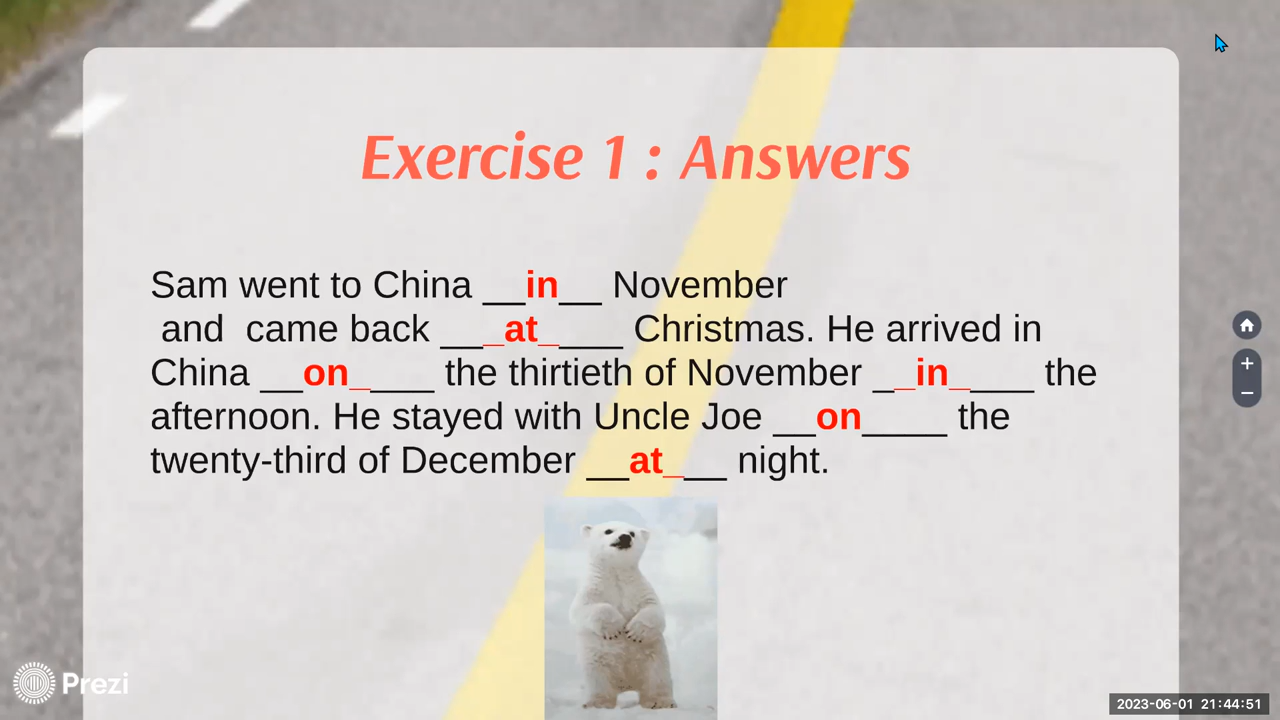 Exercise 1 : Answers
Sam went to China __in__ November
and came back ___at____ Christmas. He arrived in
China __on____ the thirtieth of November __in____ the
afternoon. He stayed with Uncle Joe __on____ the
twenty-third of December __at___ night.
Prezi
2023-06-01 21:44:51